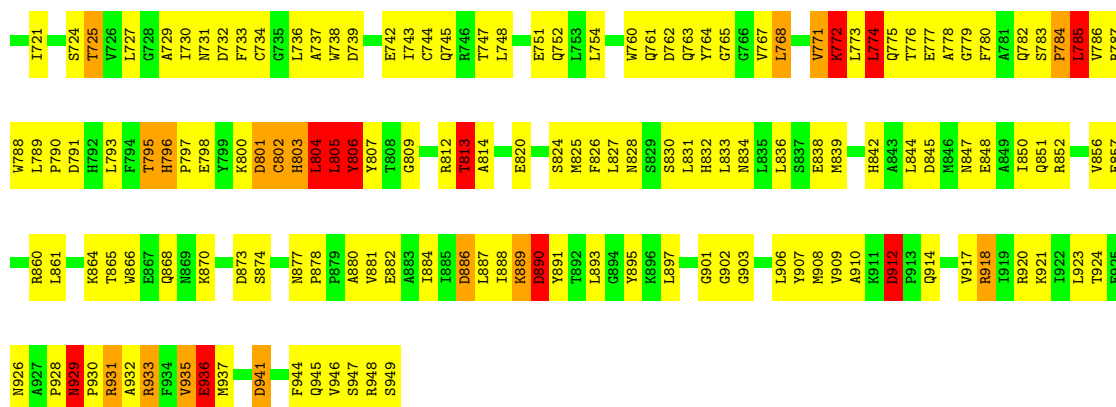 I721 S724 T725 V726 L727 G728 A729 I730 N731 D732 F733 C734 G735 L736 A737 W738 D739 E742 I743 C744 Q745 R746 T747 L748 E751 Q752 L753 L754 W760 Q761 D762 Q763 Y764 G765 G766 V767 L768 V771 K772 L773 L774 Q775 T776 E777 A778 G779 F780 A781 Q782 S783 P784 L785 V786
W788 L789 P790 D791 H792 L793 F794 T795 H796 P797 E798 Y799 K800 D801 C802 H803 L804 L805 Y806 Y807 T808 G809 R812 T813 A814 E820 S824 M825 F826 L827 N828 S829 S830 L831 H832 L833 N834 L835 L836 S837 E838 M839 H842 A843 L844 D845 M846 N847 E848 A849 I850 Q851 R852 V856
R860 L861 K864 T865 W866 E867 Q868 N869 K870 D873 S874 N877 P878 P879 A880 V881 E882 A883 I884 I885 D886 L887 I888 K889 D890 Y891 T892 L893 G894 Y895 K896 L897 G901 G902 G903 L906 Y907 M908 V909 A910 K911 D912 P913 Q914 V917 R918 I919 R920 K921 I922 L923 T924
N926 A927 P928 N929 P930 R931 A932 R933 F934 V935 E936 M937 D941 F944 Q945 V946 S947 R948 S949